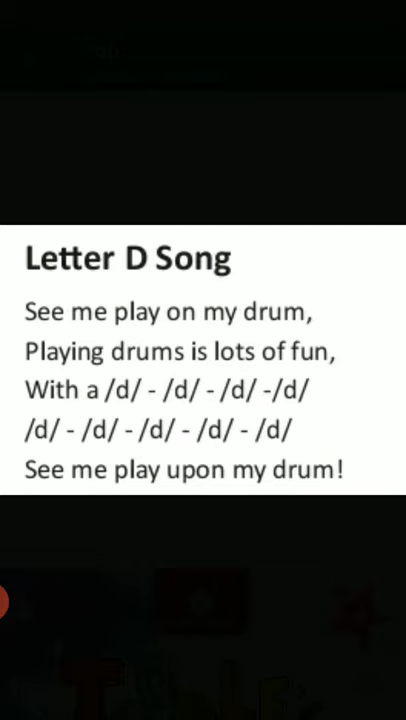 Letter D Song
See me play on my drum,
Playing drums is lots of fun,
With a /d/ - /d/ - /d/ -/d/
/d/ - /d/ - /d/ - /d/ - /d/
See me play upon my drum!